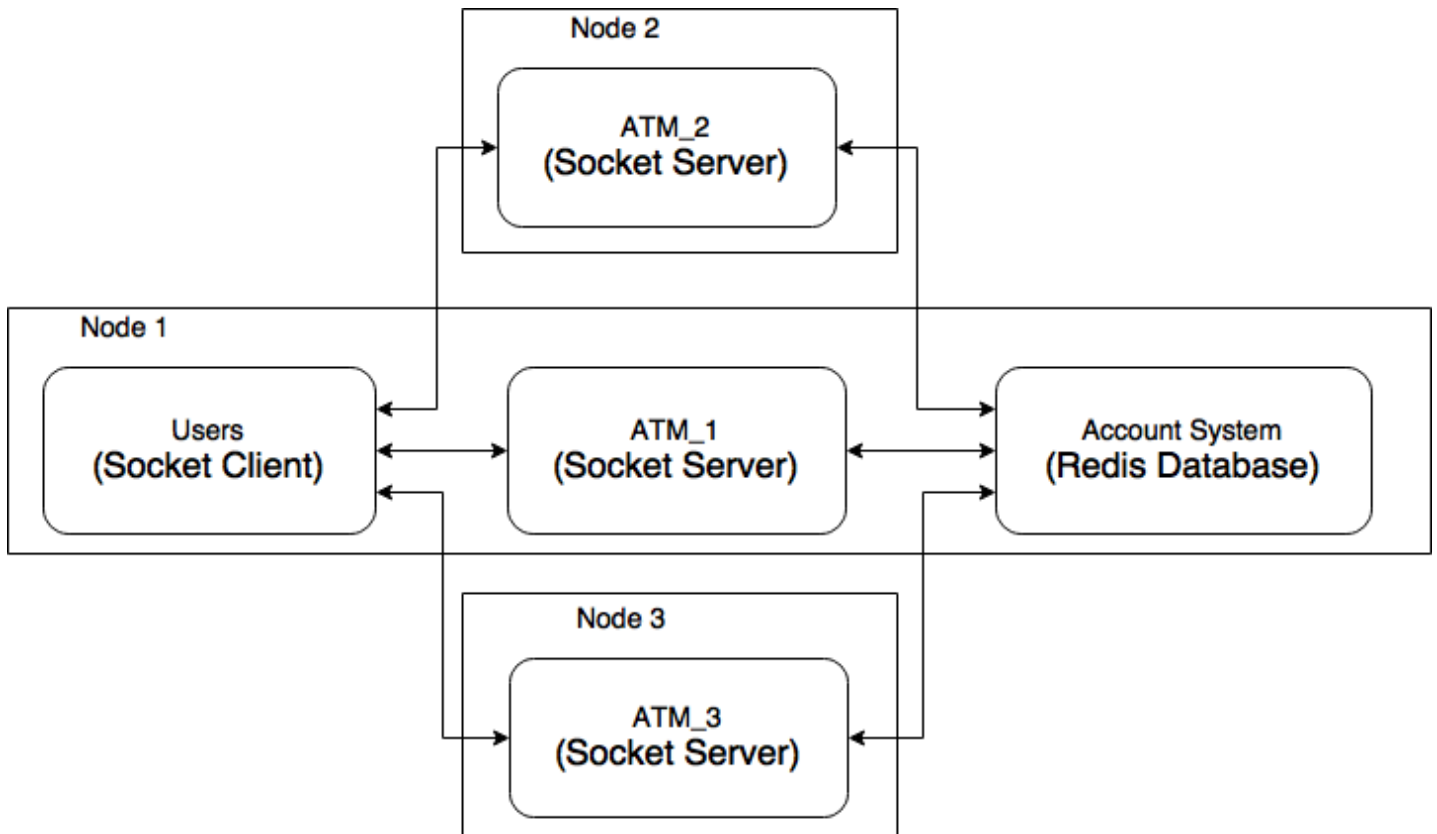 Node 2
ATM_2
(Socket Server)
Node 1
Users
(Socket Client)
ATM_1
(Socket Server)
Account System
(Redis Database)
Node 3
ATM_3
(Socket Server)